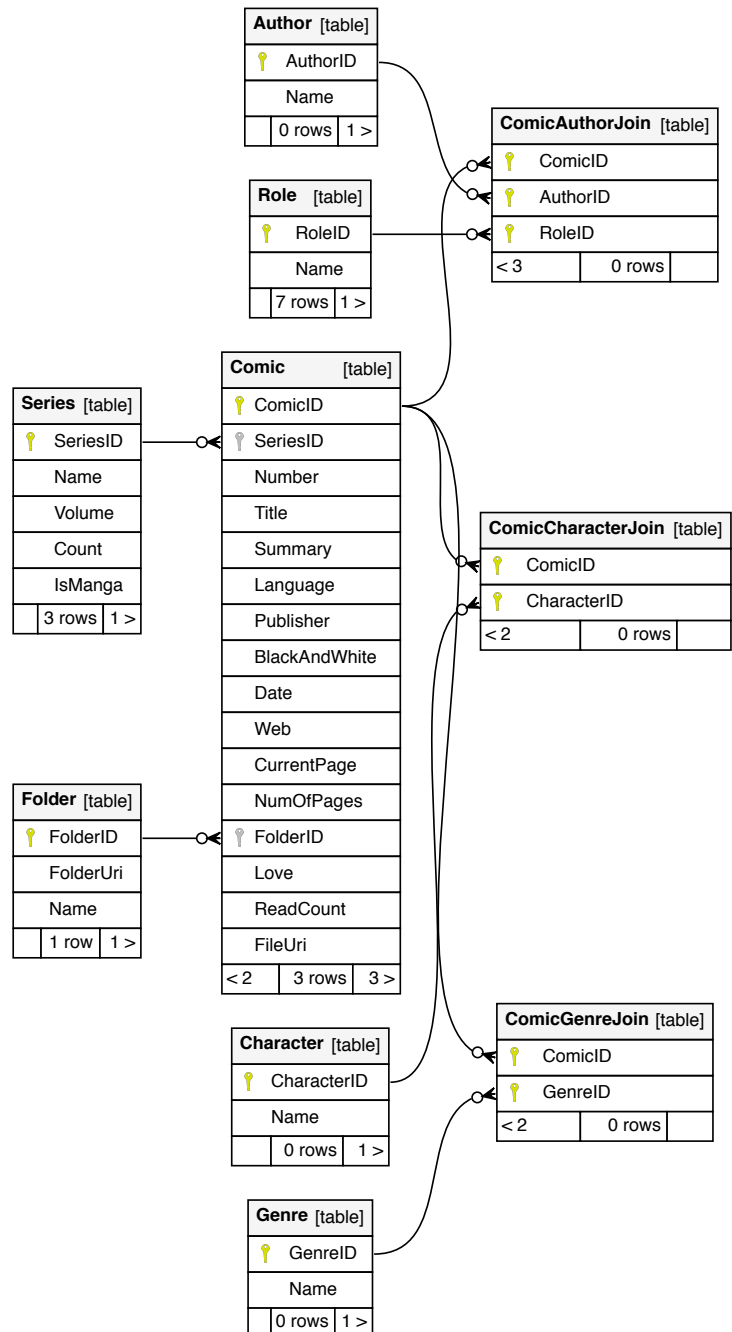 Author [table]
AuthorID
Name
0 rows 1 >
ComicAuthorJoin [table]
ComicID
AuthorID
RoleID
< 3 0 rows
Role [table]
RoleID
Name
7 rows 1 >
Comic [table]
ComicID
SeriesID
Number
Title
Summary
Language
Publisher
BlackAndWhite
Date
Web
CurrentPage
NumOfPages
FolderID
Love
ReadCount
FileUri
< 2 3 rows 3 >
Series [table]
SeriesID
Name
Volume
Count
IsManga
3 rows 1 >
ComicCharacterJoin [table]
ComicID
CharacterID
< 2 0 rows
Folder [table]
FolderID
FolderUri
Name
1 row 1 >
Character [table]
CharacterID
Name
0 rows 1 >
ComicGenreJoin [table]
ComicID
GenreID
< 2 0 rows
Genre [table]
GenreID
Name
0 rows 1 >